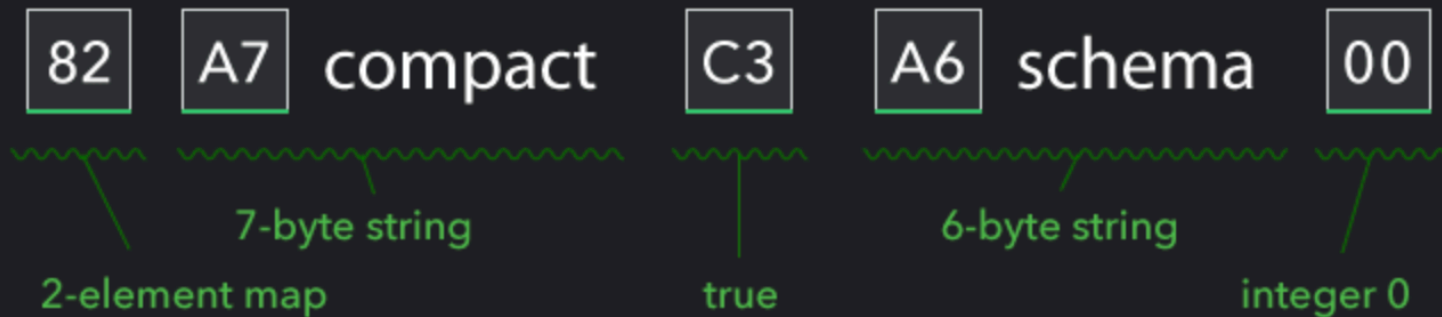 82 A7 compact C3 A6 schema 00
7-byte string 6-byte string
2-element map true integer 0